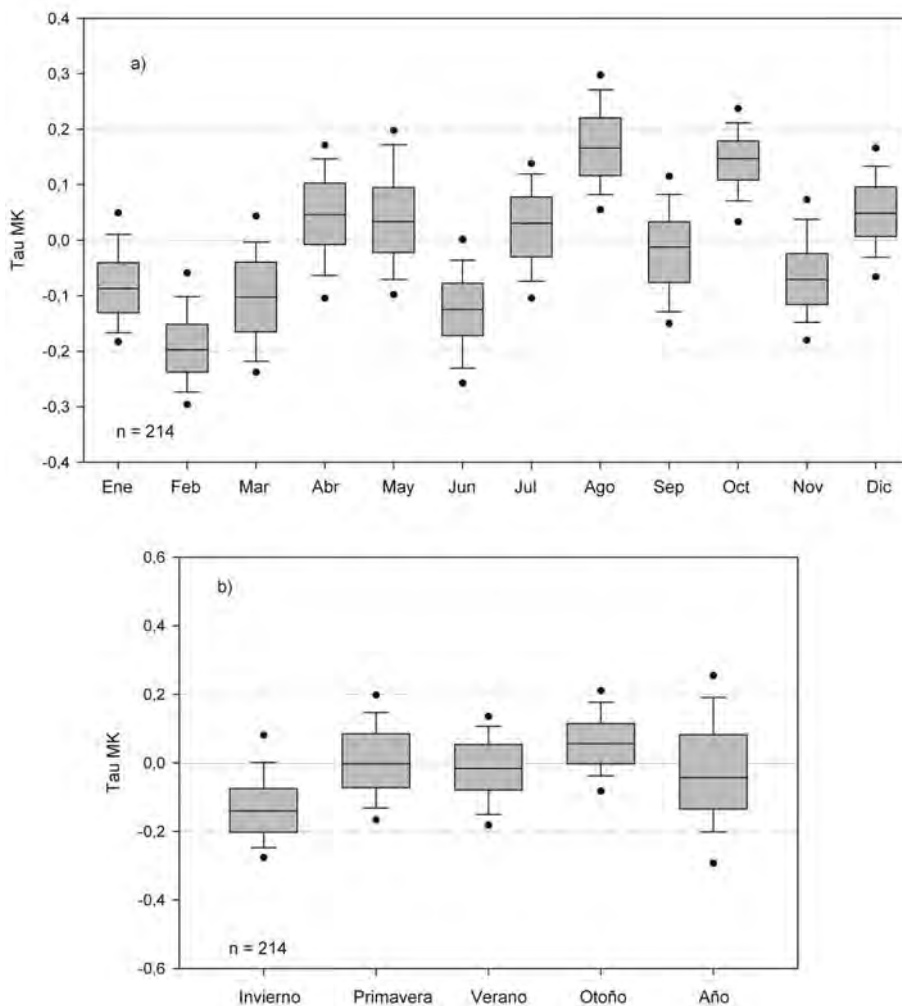 0,4
a)
0,3
0,2
0,1
Tau MK
0,0
-0,1
-0,2
-0,3
n = 214
-0,4
Ene Feb Mar Abr May Jun Jul Ago Sep Oct Nov Dic
0,6
b)
0,4
0,2
Tau MK
0,0
-0,2
-0,4
n = 214
-0,6
Invierno Primavera Verano Otoño Año